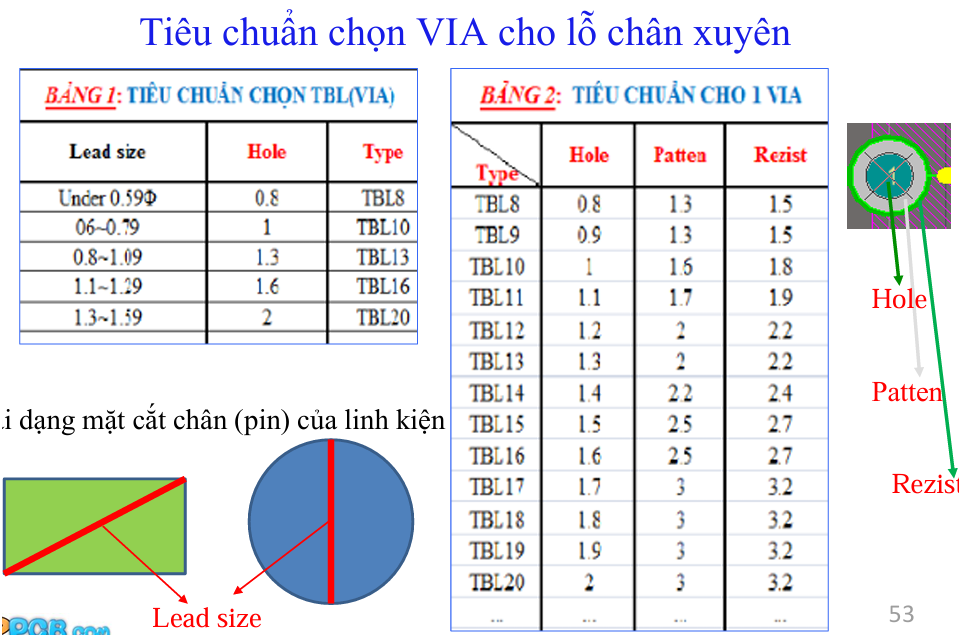 Tiêu chuẩn chọn VIA cho lỗ chân xuyên
BẢNG 1: TIÊU CHUẨN CHỌN TBL(VIA)
Lead size Hole Type
Under 0.59Φ 0.8 TBL8
06~0.79 1 TBL10
0.8~1.09 1.3 TBL13
1.1~1.29 1.6 TBL16
1.3~1.59 2 TBL20
BẢNG 2: TIÊU CHUẨN CHO 1 VIA
Type Hole Patten Rezist
TBL8 0.8 1.3 1.5
TBL9 0.9 1.3 1.5
TBL10 1 1.6 1.8
TBL11 1.1 1.7 1.9
TBL12 1.2 2 2.2
TBL13 1.3 2 2.2
TBL14 1.4 2.2 2.4
TBL15 1.5 2.5 2.7
TBL16 1.6 2.5 2.7
TBL17 1.7 3 3.2
TBL18 1.8 3 3.2
TBL19 1.9 3 3.2
TBL20 2 3 3.2
... ... ... ...
Hole
Patten
Rezist
i dạng mặt cắt chân (pin) của linh kiện
Lead size
53